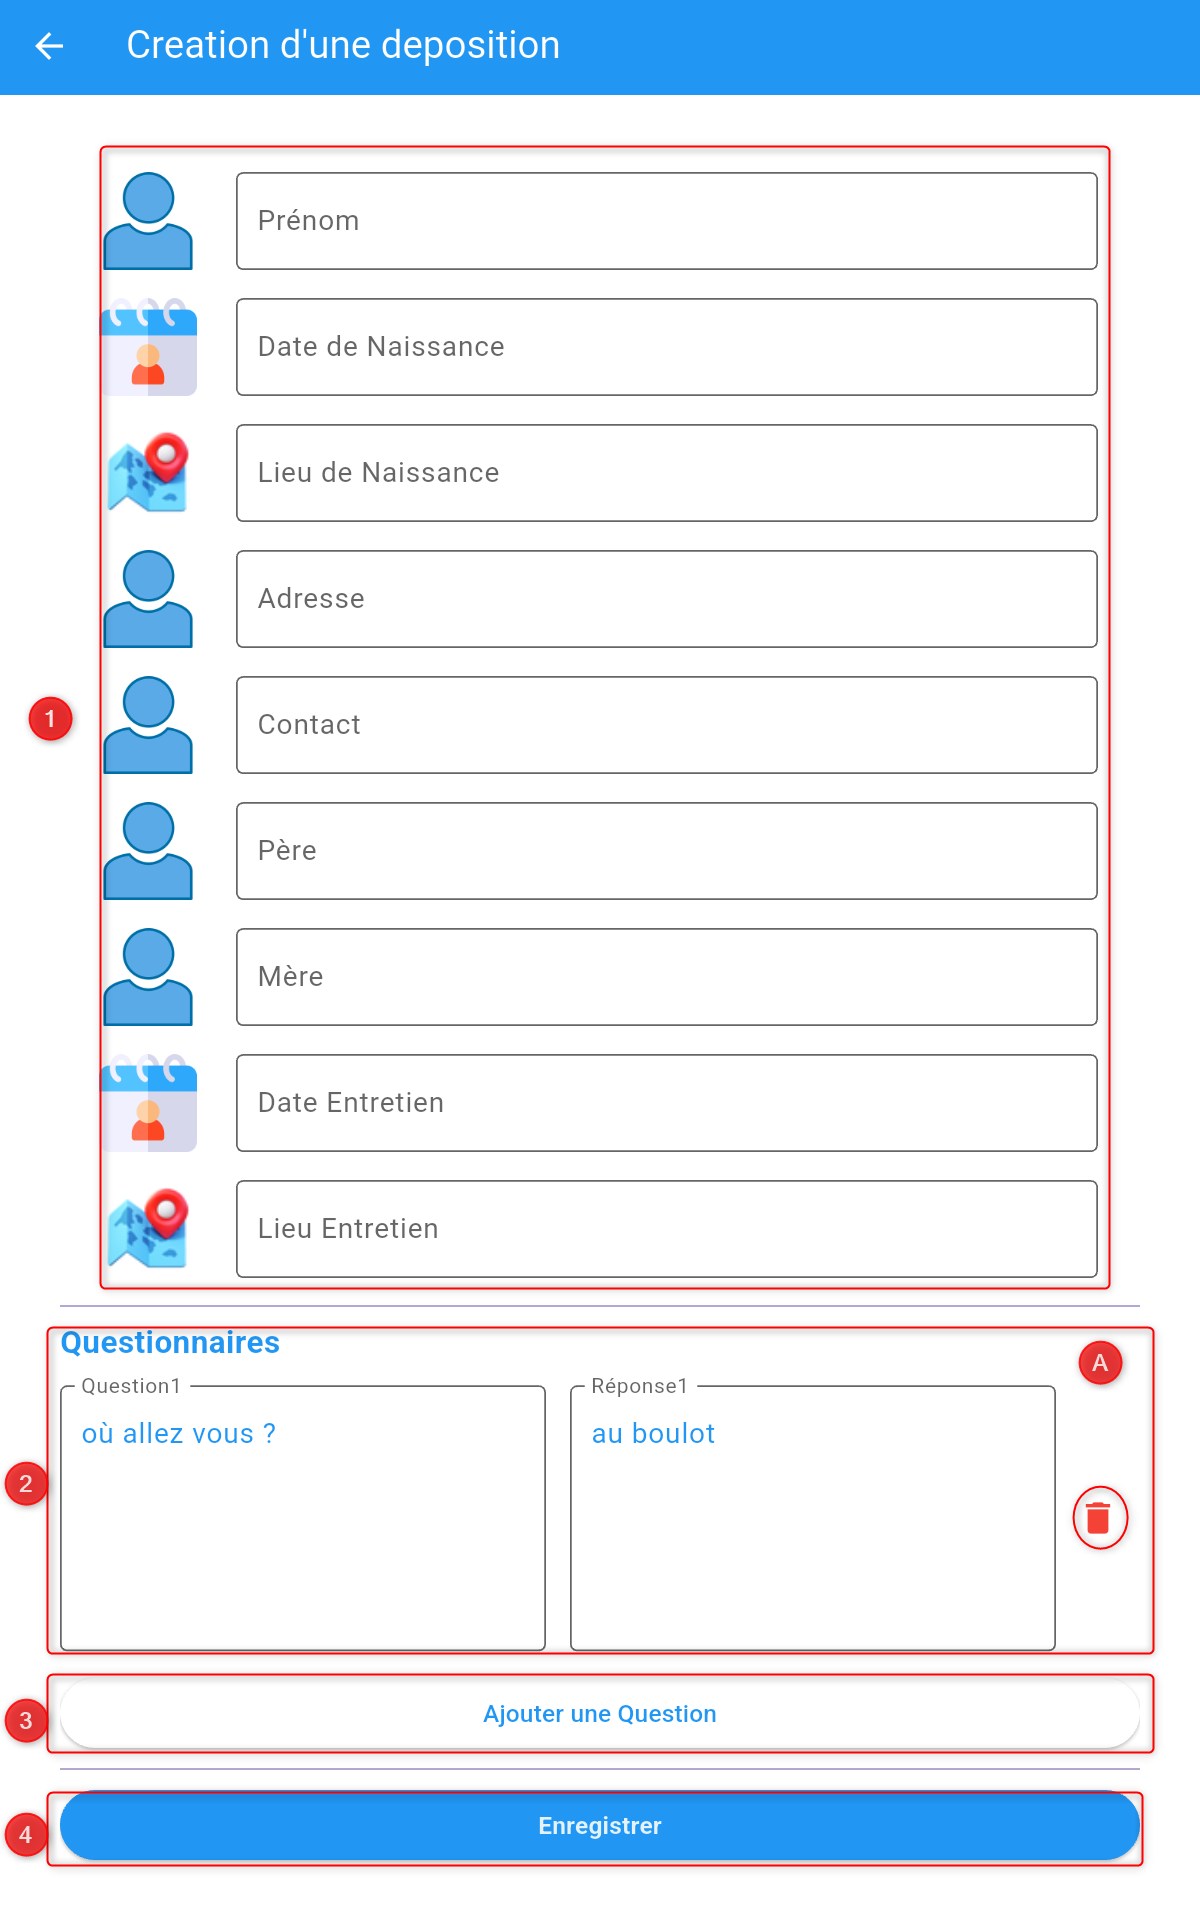 Creation d'une deposition
Prénom
Date de Naissance
Lieu de Naissance
Adresse
1
Contact
Père
Mère
Date Entretien
Lieu Entretien
Questionnaires
A
Question1
Réponse1
où allez vous ?
au boulot
2
3
Ajouter une Question
4
Enregistrer